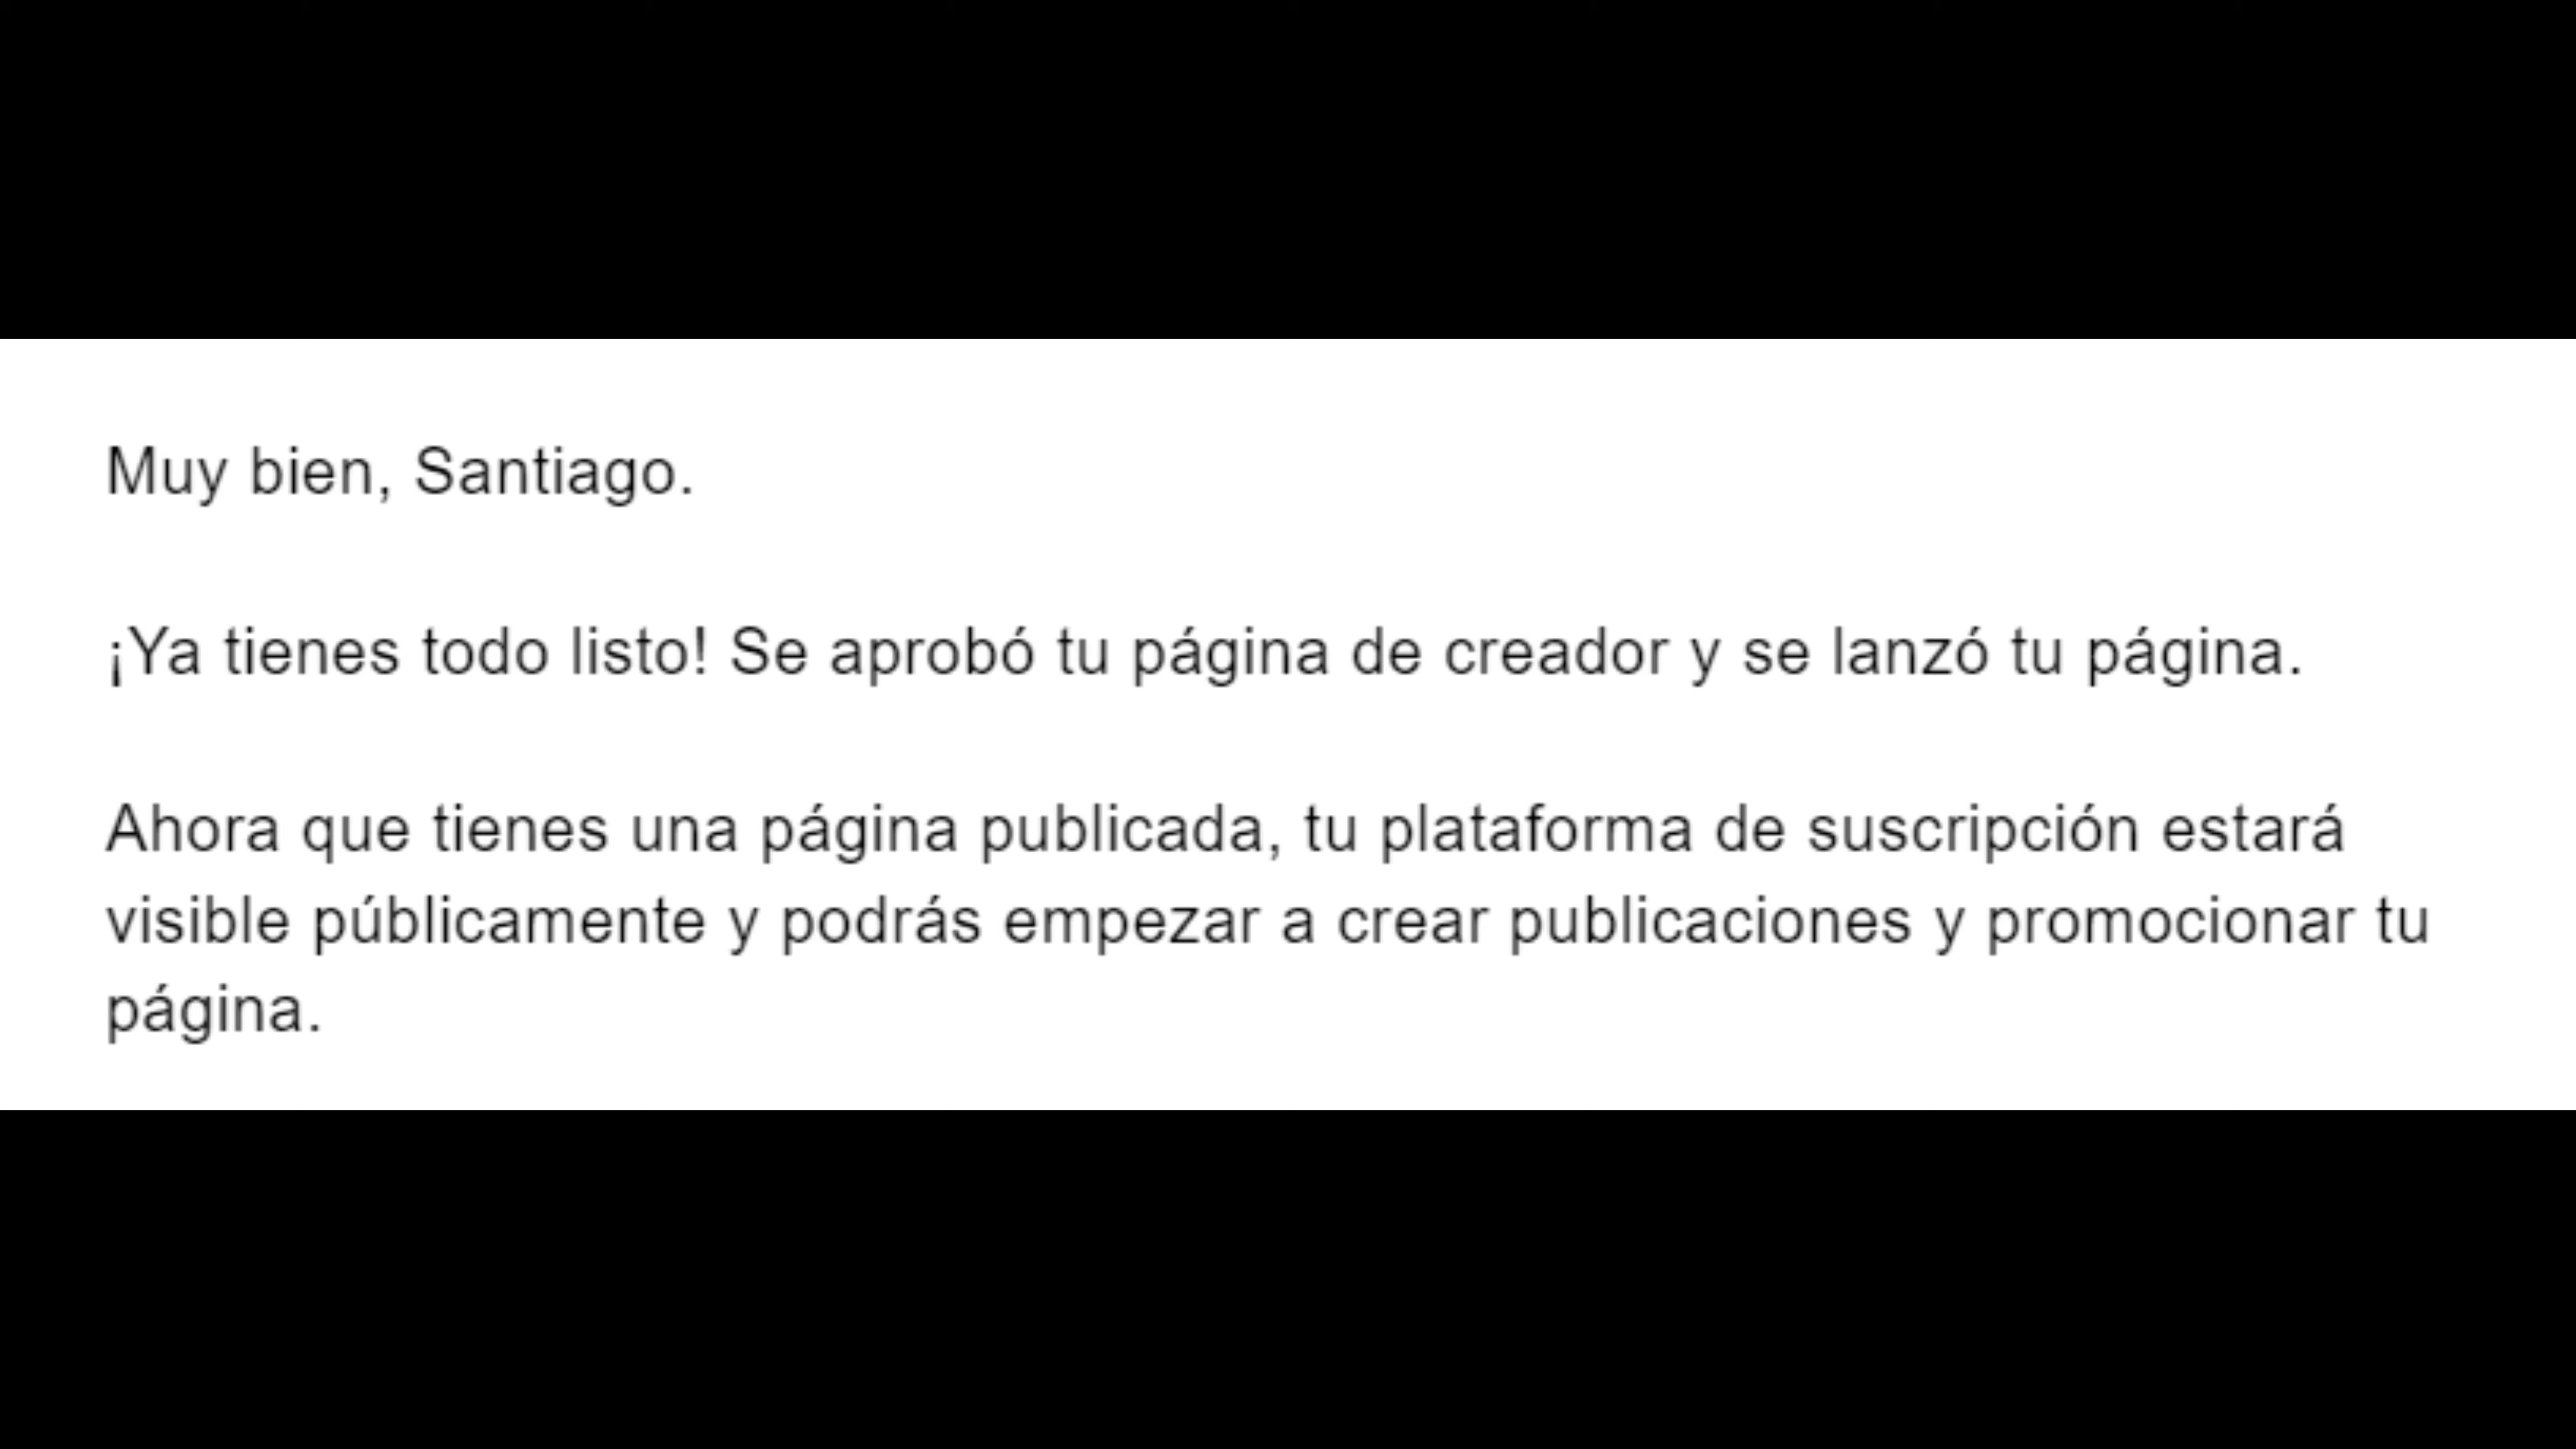 Muy bien, Santiago.
¡Ya tienes todo listo! Se aprobó tu página de creador y se lanzó tu página.
Ahora que tienes una página publicada, tu plataforma de suscripción estará
visible públicamente y podrás empezar a crear publicaciones y promocionar tu
página.